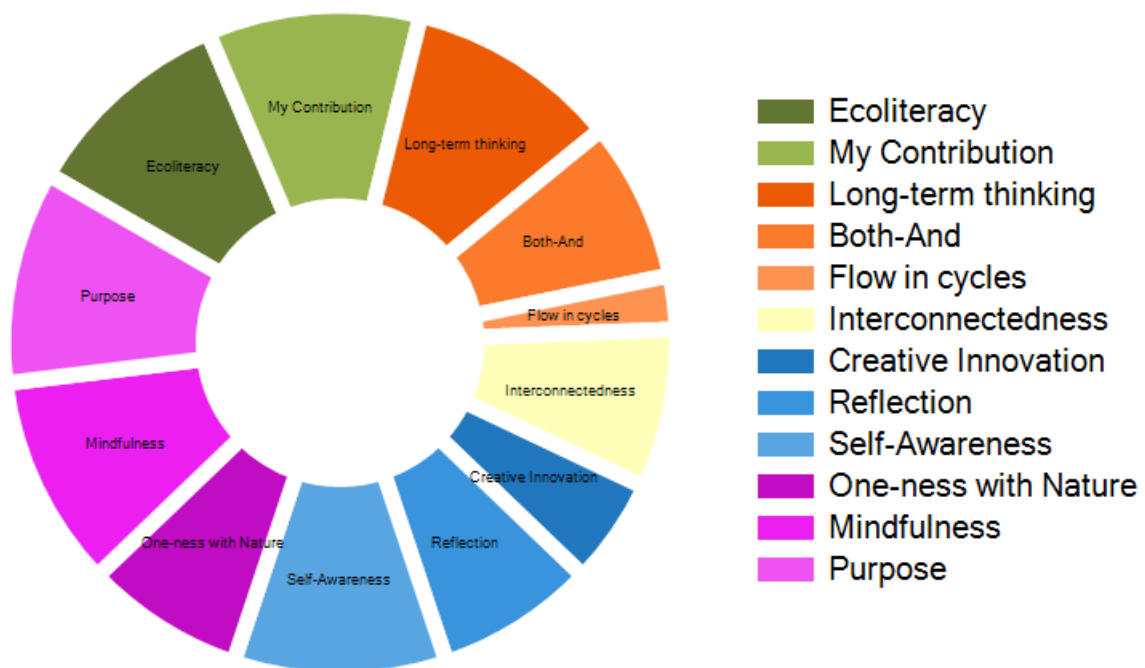 My Contribution
Long-term thinking
Ecoliteracy
Both-And
Purpose
Flow in cycles
Interconnectedness
Mindfulness
Creative Innovation
One-ness with Nature
Reflection
Self-Awareness
Ecoliteracy
My Contribution
Long-term thinking
Both-And
Flow in cycles
Interconnectedness
Creative Innovation
Reflection
Self-Awareness
One-ness with Nature
Mindfulness
Purpose